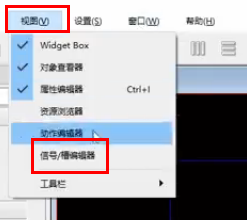 视图(V) 设置(S) 窗口(W) 帮助(H)
Widget Box
对象查看器
属性编辑器 Ctrl+I
资源浏览器
动作编辑器
信号/槽编辑器
工具栏